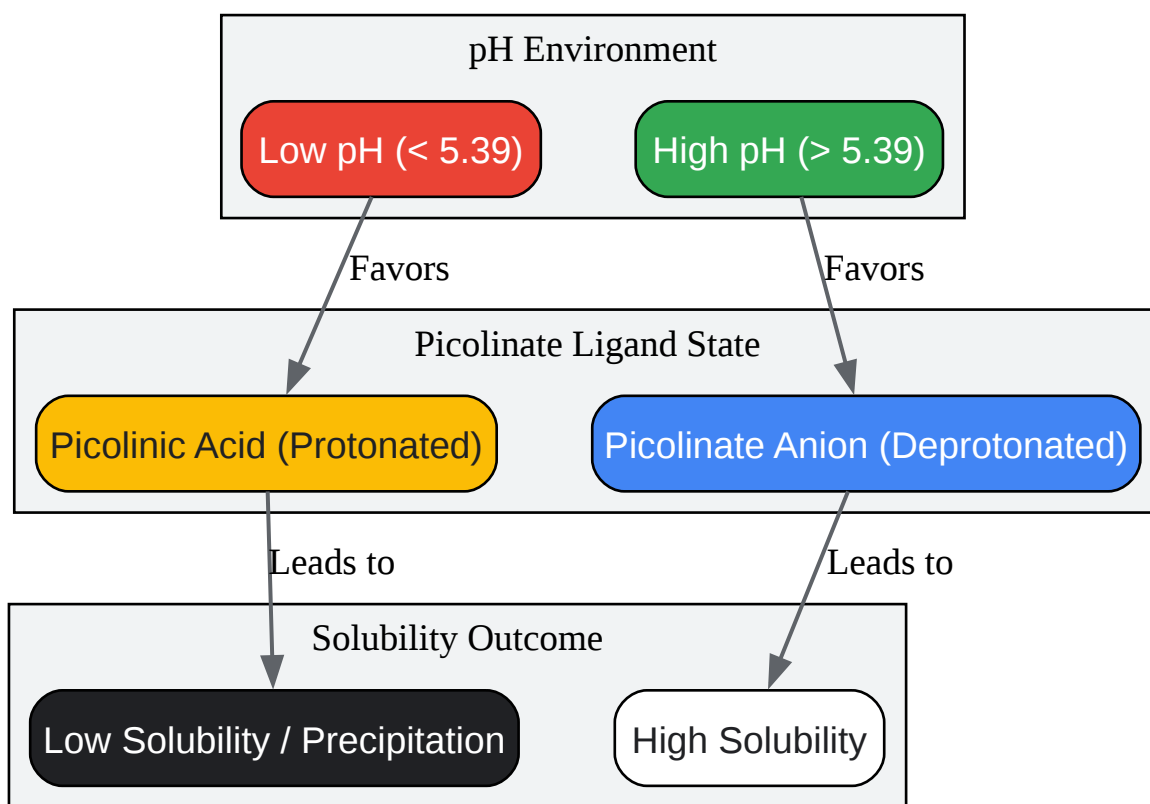 pH Environment
Low pH (< 5.39)
High pH (> 5.39)
Favors
Favors
Picolinate Ligand State
Picolinic Acid (Protonated)
Picolinate Anion (Deprotonated)
Leads to
Leads to
Solubility Outcome
Low Solubility / Precipitation
High Solubility